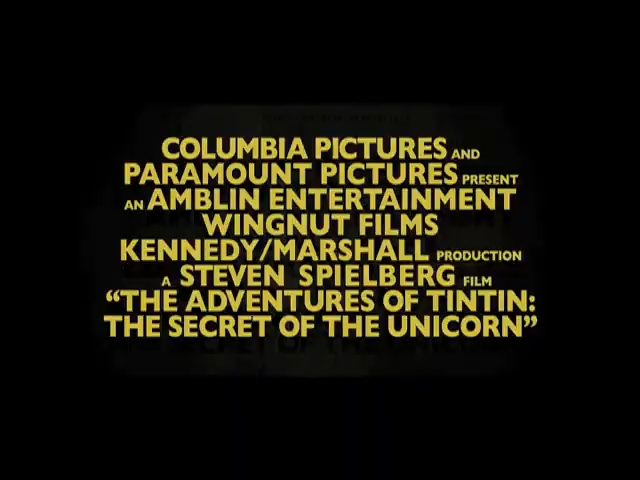 COLUMBIA PICTURES AND
PARAMOUNT PICTURES PRESENT
AN AMBLIN ENTERTAINMENT
WINGNUT FILMS
KENNEDY/MARSHALL PRODUCTION
A STEVEN SPIELBERG FILM
“THE ADVENTURES OF TINTIN:
THE SECRET OF THE UNICORN”